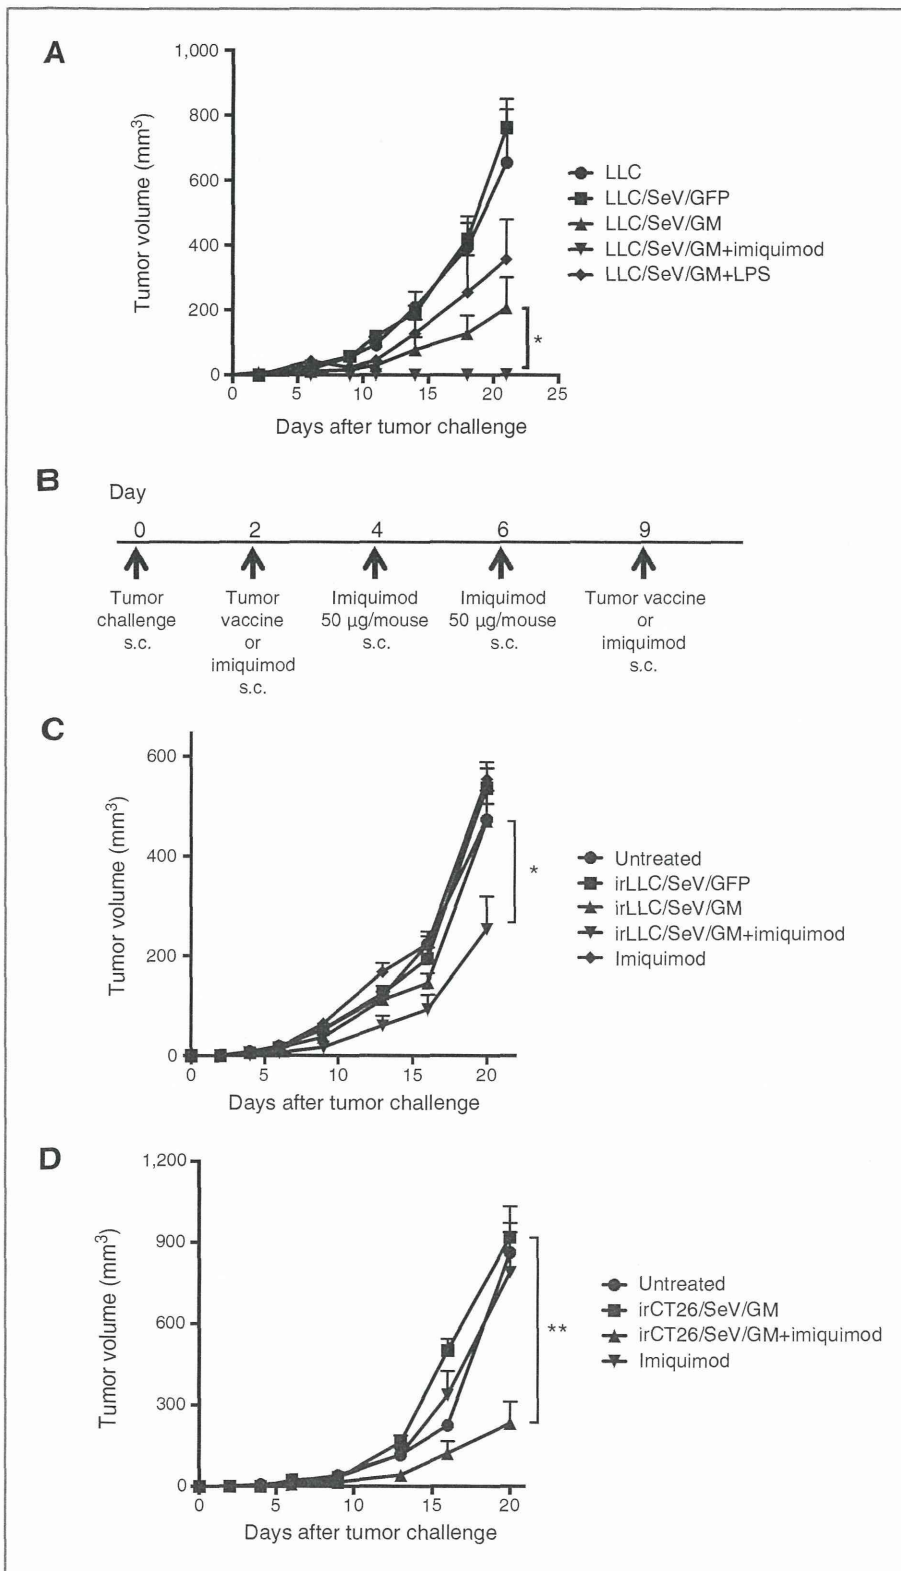 A
1,000
800
600
400
200
0
Tumor volume (mm3)
0 5 10 15 20 25
Days after tumor challenge
LLC
LLC/SeV/GFP
LLC/SeV/GM
LLC/SeV/GM+imiquimod
LLC/SeV/GM+LPS
*
B
Day
0 2 4 6 9
Tumor challenge s.c.
Tumor vaccine or imiquimod s.c.
Imiquimod 50 µg/mouse s.c.
Imiquimod 50 µg/mouse s.c.
Tumor vaccine or imiquimod s.c.
C
600
400
200
0
Tumor volume (mm3)
0 5 10 15 20
Days after tumor challenge
*
Untreated
irLLC/SeV/GFP
irLLC/SeV/GM
irLLC/SeV/GM+imiquimod
Imiquimod
D
1,200
900
600
300
0
Tumor volume (mm3)
0 5 10 15 20
Days after tumor challenge
**
Untreated
irCT26/SeV/GM
irCT26/SeV/GM+imiquimod
Imiquimod